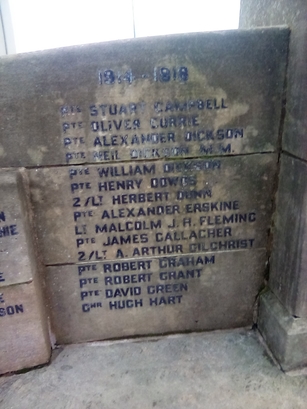 1914-1918
PTE STUART CAMPBELL
PTE OLIVER CURRIE
PTE ALEXANDER DICKSON
PTE NEIL DICKSON M.M.
PTE WILLIAM DICKSON
PTE HENRY DOWDS
2/LT HERBERT DUNN
PTE ALEXANDER ERSKINE
LT MALCOLM J. H. FLEMING
PTE JAMES GALLACHER
2/LT A. ARTHUR GILCHRIST
PTE ROBERT GRAHAM
PTE ROBERT GRANT
PTE DAVID GREEN
GNR HUGH HART